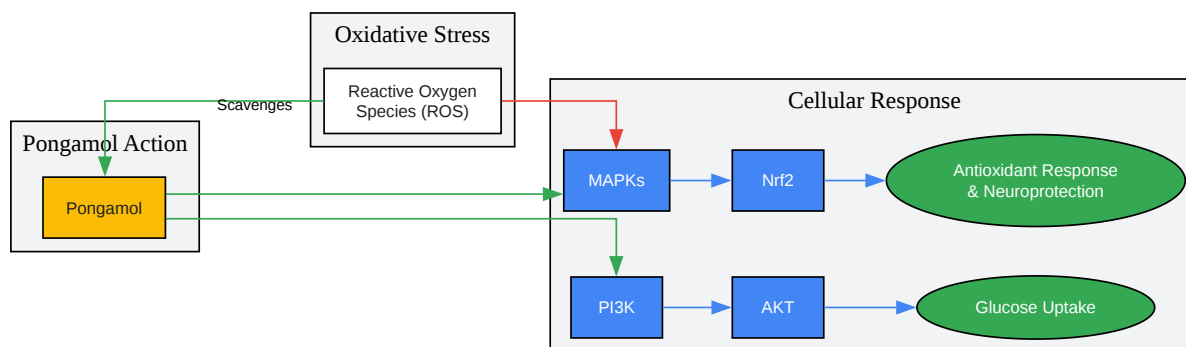 Oxidative Stress
Reactive Oxygen
Species (ROS)
Scavenges
Cellular Response
Pongamol Action
Pongamol
MAPKs
Nrf2
Antioxidant Response
& Neuroprotection
PI3K
AKT
Glucose Uptake